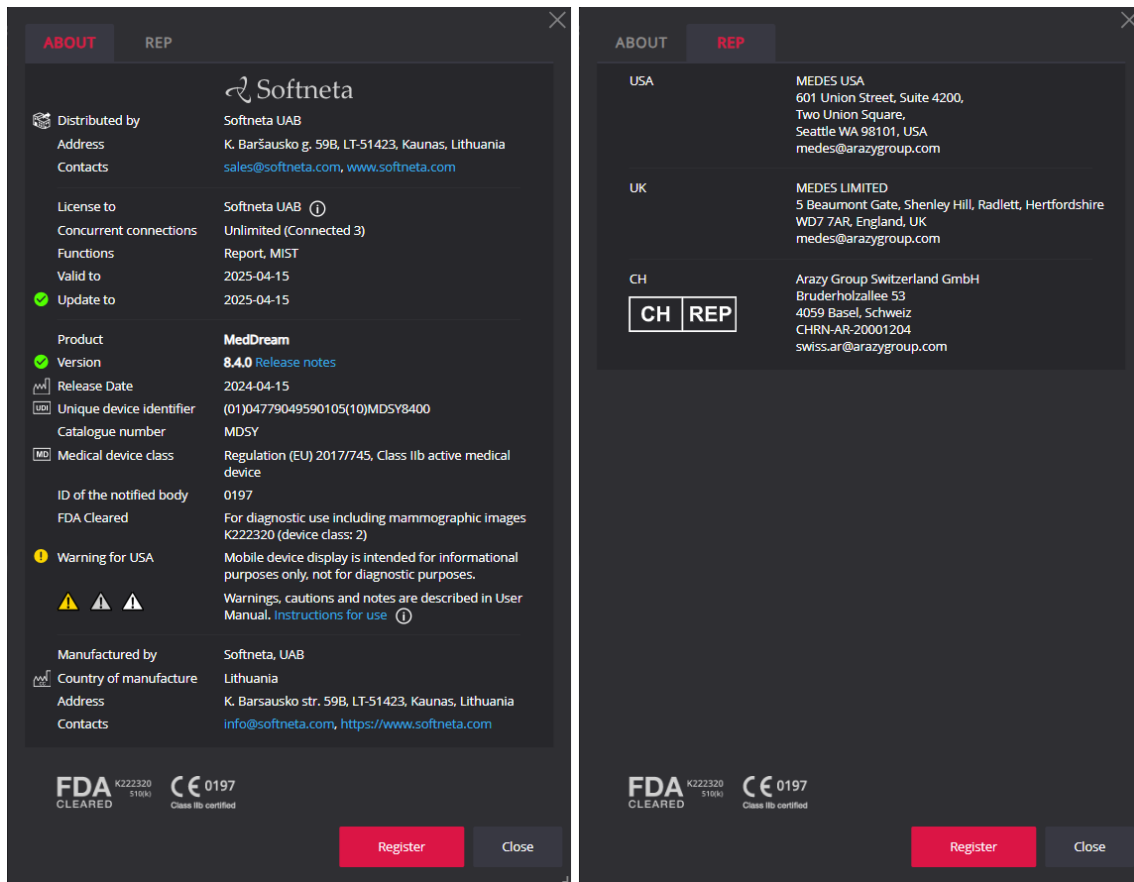 ABOUT REP
Softneta
Distributed by Softneta UAB
Address K. Baršausko g. 59B, LT-51423, Kaunas, Lithuania
Contacts sales@softneta.com, www.softneta.com
License to Softneta UAB
Concurrent connections Unlimited (Connected 3)
Functions Report, MIST
Valid to 2025-04-15
Update to 2025-04-15
Product MedDream
Version 8.4.0 Release notes
Release Date 2024-04-15
UDI Unique device identifier (01)04779049590105(10)MDSY8400
Catalogue number MDSY
MD Medical device class Regulation (EU) 2017/745, Class IIb active medical
device
ID of the notified body 0197
FDA Cleared For diagnostic use including mammographic images
K222320 (device class: 2)
Warning for USA Mobile device display is intended for informational
purposes only, not for diagnostic purposes.
Warnings, cautions and notes are described in User
Manual. Instructions for use
Manufactured by Softneta, UAB
Country of manufacture Lithuania
Address K. Barsausko str. 59B, LT-51423, Kaunas, Lithuania
Contacts info@softneta.com, https://www.softneta.com
FDA K222320 CE 0197
CLEARED 510(k) Class IIb certified
Register Close
ABOUT REP
USA MEDES USA
601 Union Street, Suite 4200,
Two Union Square,
Seattle WA 98101, USA
medes@arazygroup.com
UK MEDES LIMITED
5 Beaumont Gate, Shenley Hill, Radlett, Hertfordshire
WD7 7AR, England, UK
medes@arazygroup.com
CH Arazy Group Switzerland GmbH
Bruderholzallee 53
CH REP 4059 Basel, Schweiz
CHRN-AR-20001204
swiss.ar@arazygroup.com
FDA K222320 CE 0197
CLEARED 510(k) Class IIb certified
Register Close